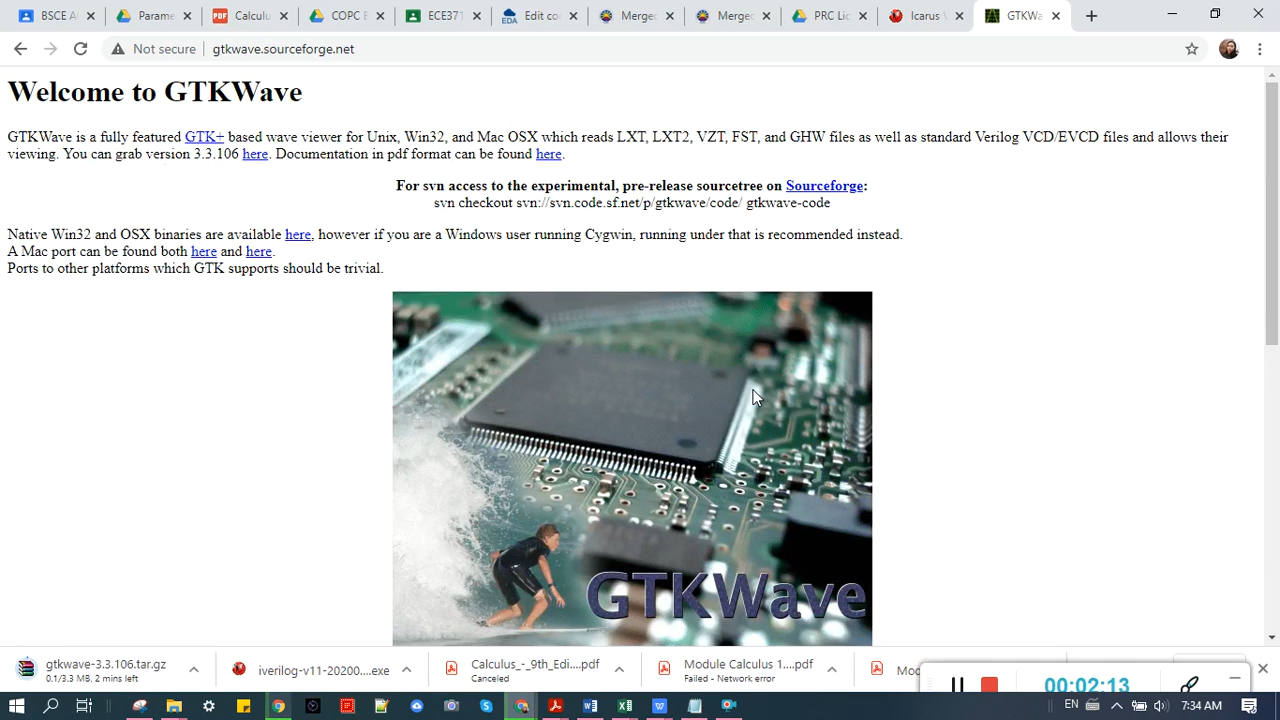 BSCE A
Parame
Calculu
COPC E
ECE371
Edit co
Merge
Merge
PRC L
Icarus
GTKWa
Not secure
gtkwave.sourceforge.net
Welcome to GTKWave
GTKWave is a fully featured GTK+ based wave viewer for Unix, Win32, and Mac OSX which reads LXT, LXT2, VZT, FST, and GHW files as well as standard Verilog VCD/EVCD files and allows their
viewing. You can grab version 3.3.106 here. Documentation in pdf format can be found here.
For svn access to the experimental, pre-release sourcetree on Sourceforge:
svn checkout svn://svn.code.sf.net/p/gtkwave/code/ gtkwave-code
Native Win32 and OSX binaries are available here, however if you are a Windows user running Cygwin, running under that is recommended instead.
A Mac port can be found both here and here.
Ports to other platforms which GTK supports should be trivial.
GTKWave
gtkwave-3.3.106.tar.gz
0.1/3.3 MB, 2 mins left
iverilog-v11-20200....exe
Calculus_-_9th_Edi....pdf
Canceled
Module Calculus 1....pdf
Failed - Network error
Moc
00:02:13
EN
7:34 AM